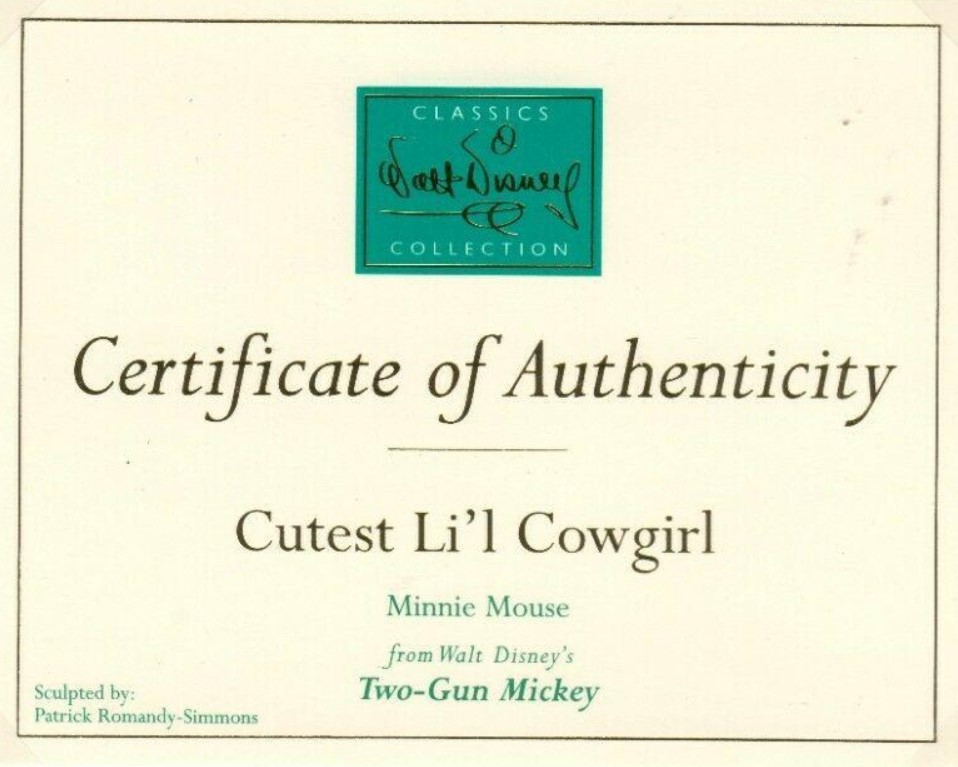 CLASSICS
Walt Disney
COLLECTION
Certificate of Authenticity
Cutest Li’l Cowgirl
Minnie Mouse
from Walt Disney’s
Two-Gun Mickey
Sculpted by:
Patrick Romandy-Simmons